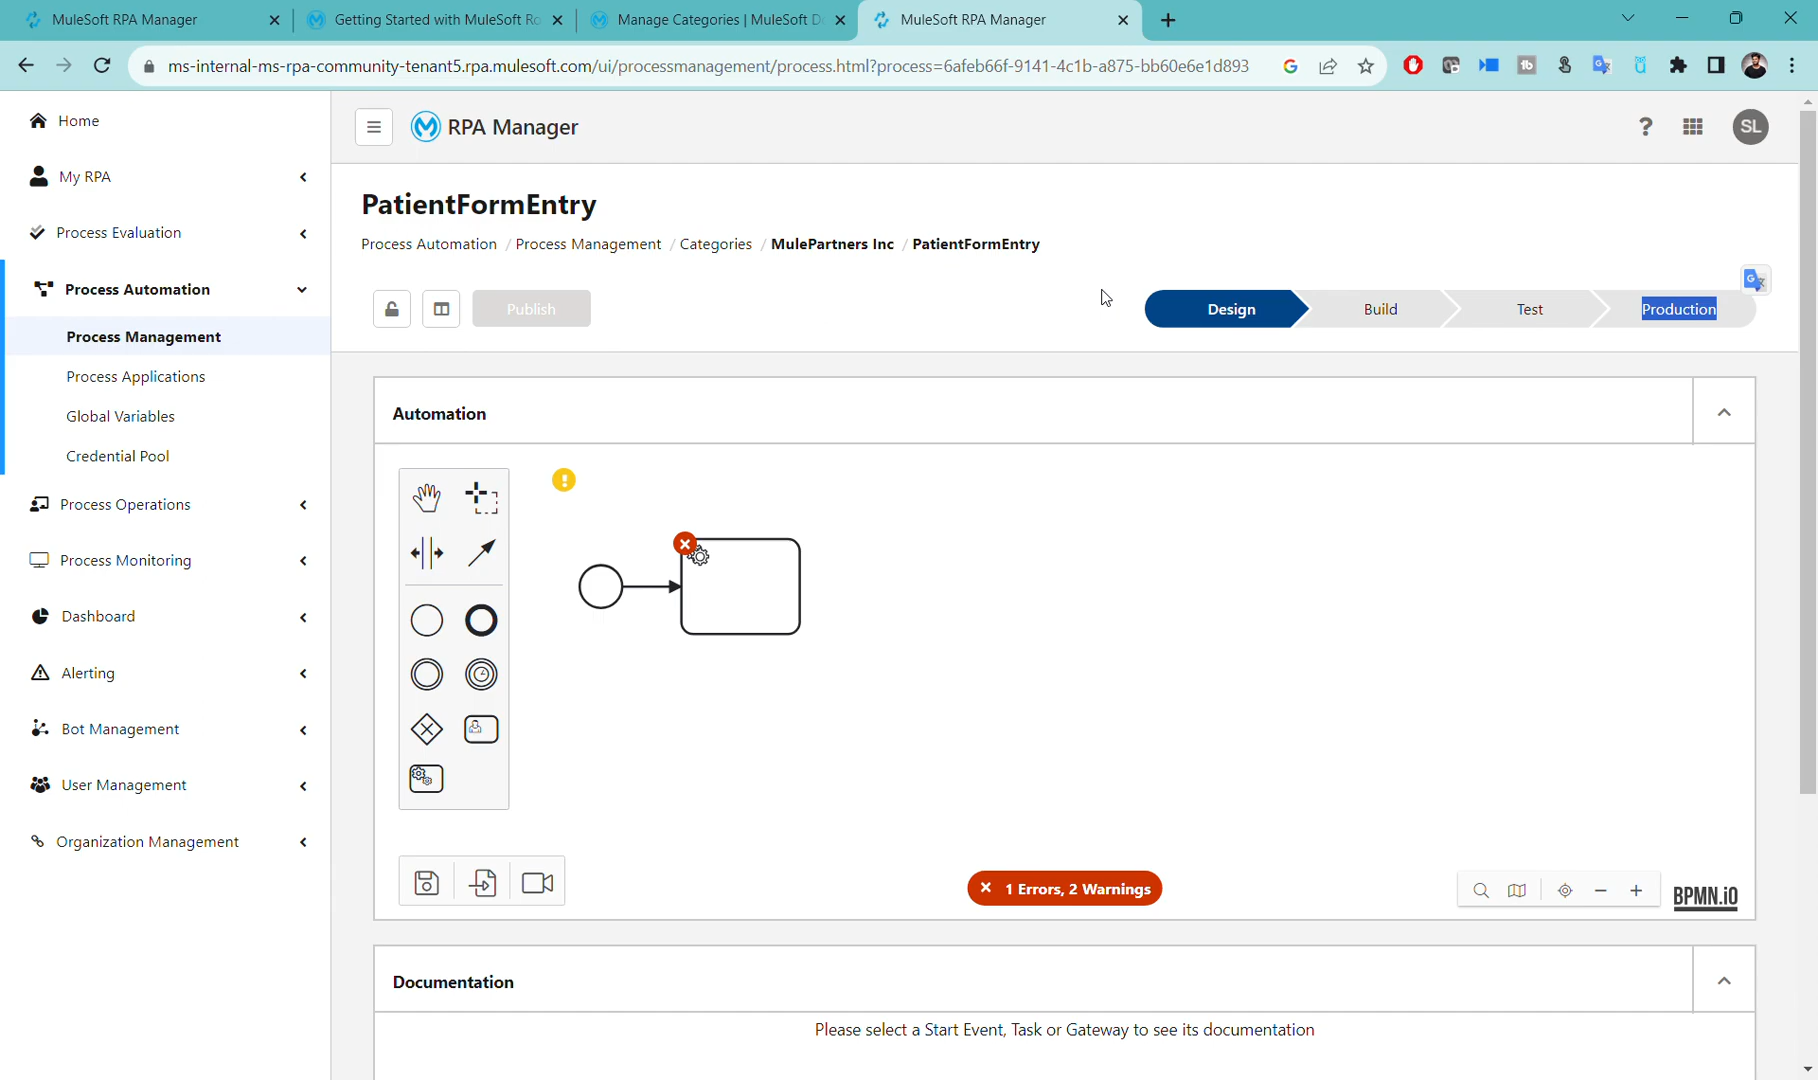 MuleSoft RPA Manager
Getting Started with MuleSoft Ro
Manage Categories | MuleSoft D
MuleSoft RPA Manager
ms-internal-ms-rpa-community-tenant5.rpa.mulesoft.com/ui/processmanagement/process.html?process=6afeb66f-9141-4c1b-a875-bb60e6e1d893
Home
My RPA
Process Evaluation
Process Automation
Process Management
Process Applications
Global Variables
Credential Pool
Process Operations
Process Monitoring
Dashboard
Alerting
Bot Management
User Management
Organization Management
RPA Manager
? SL
PatientFormEntry
Process Automation / Process Management / Categories / MulePartners Inc / PatientFormEntry
Publish
Design
Build
Test
Production
Automation
1 Errors, 2 Warnings
BPMN.iO
Documentation
Please select a Start Event, Task or Gateway to see its documentation